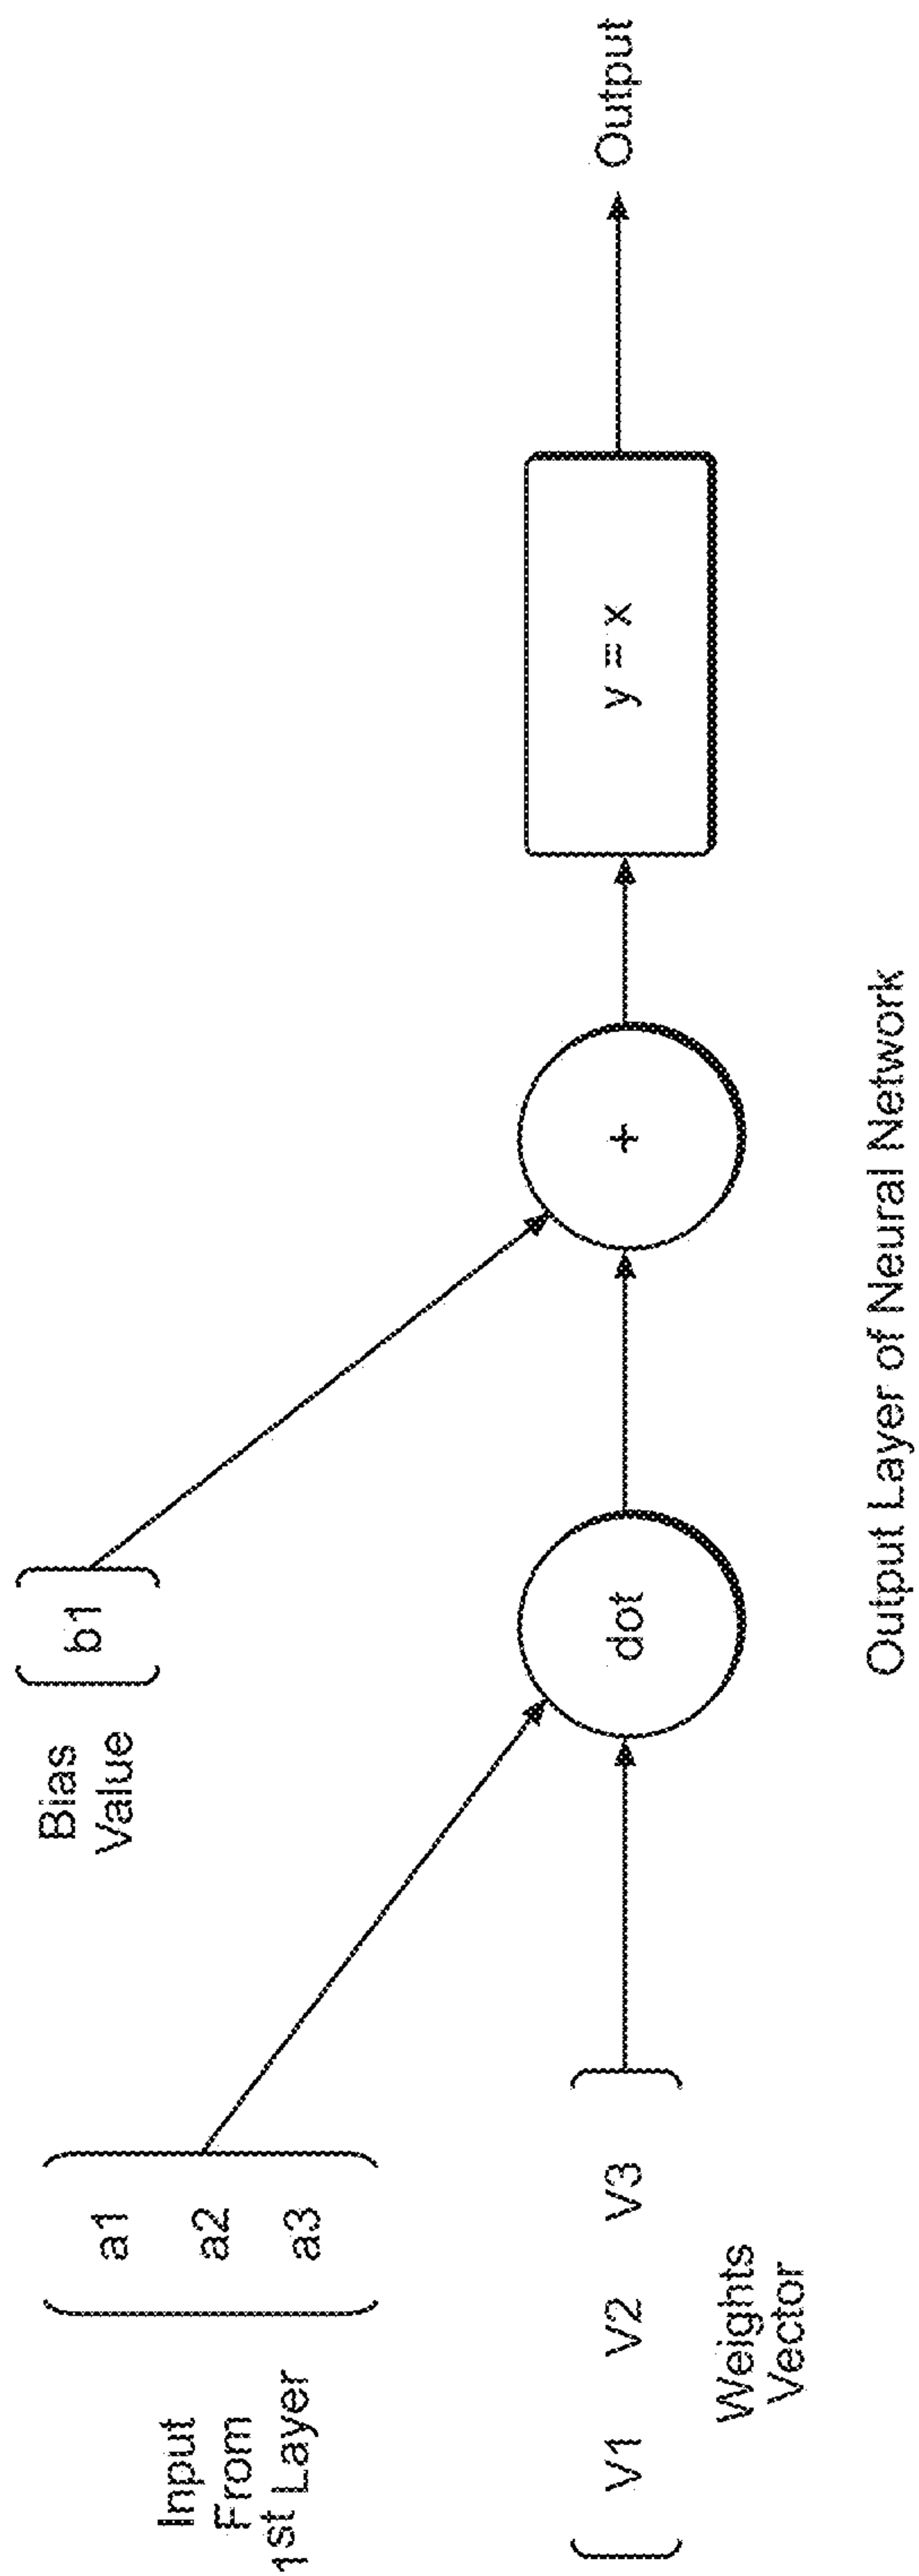 Input
From
1st Layer
a1
a2
a3
Bias
Value
b1
V1 V2 V3
Weights
Vector
dot
+
y = x
Output
Output Layer of Neural Network